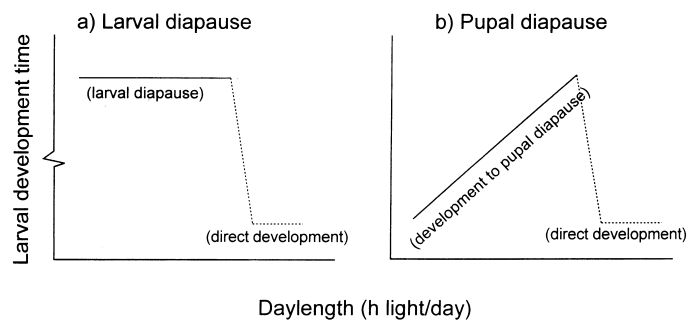 a) Larval diapause
b) Pupal diapause
Larval development time
(larval diapause)
(direct development)
(development to pupal diapause)
(direct development)
Daylength (h light/day)